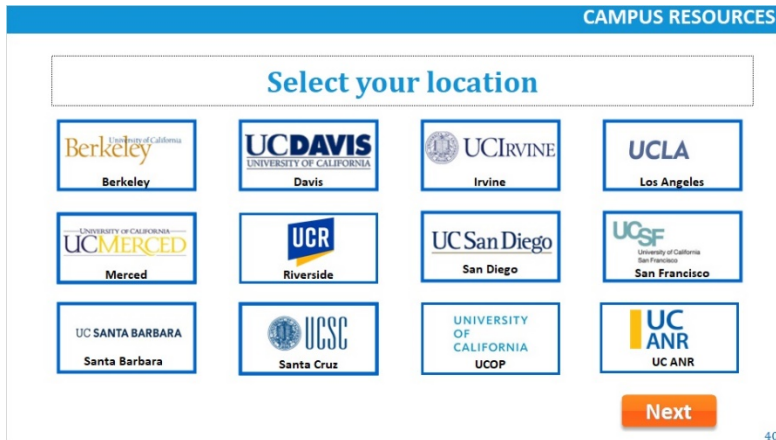 CAMPUS RESOURCES
Select your location
University of California
Berkeley
Berkeley
UCDAVIS
UNIVERSITY OF CALIFORNIA
Davis
UCIRVINE
Irvine
UCLA
Los Angeles
UNIVERSITY OF CALIFORNIA
UCMERCED
Merced
UCR
Riverside
UC San Diego
San Diego
UCSF
University of California
San Francisco
San Francisco
UC SANTA BARBARA
Santa Barbara
UCSC
Santa Cruz
UNIVERSITY
OF
CALIFORNIA
UCOP
UC
ANR
UC ANR
Next
40